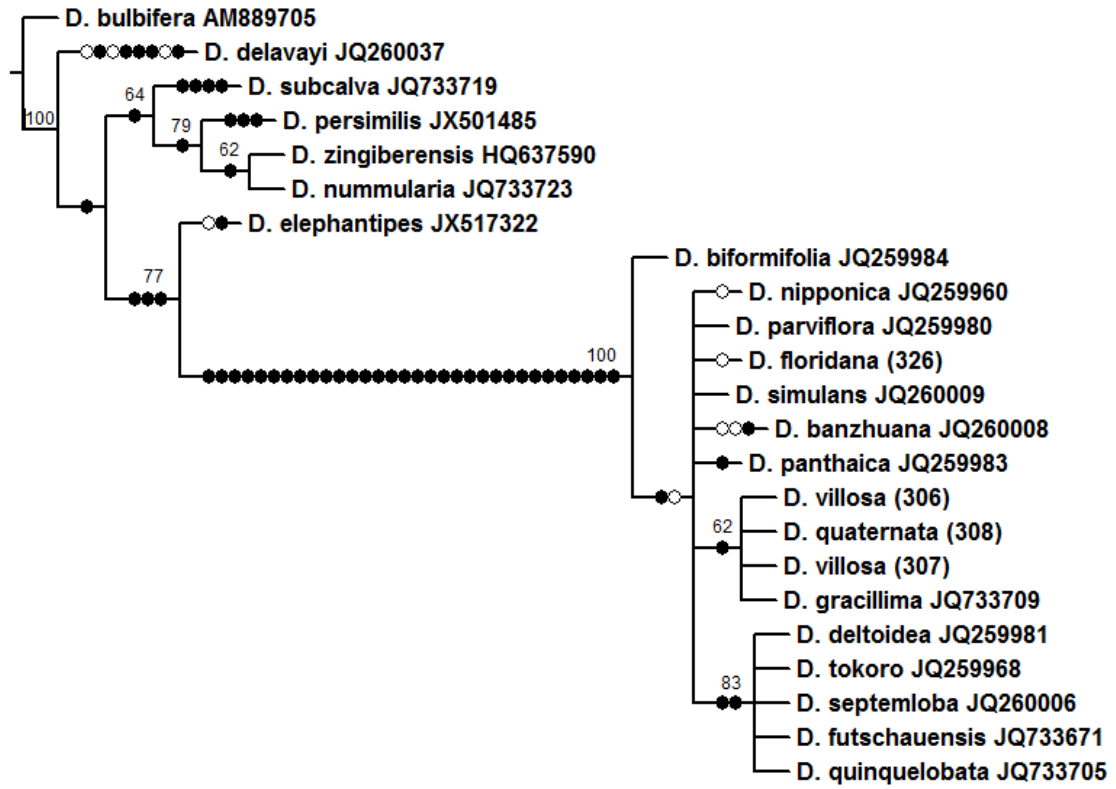 D. bulbifera AM889705
D. delavayi JQ260037
100
64
D. subcalva JQ733719
79
D. persimilis JX501485
62
D. zingiberensis HQ637590
D. nummularia JQ733723
D. elephantipes JX517322
77
D. biformifolia JQ259984
D. nipponica JQ259960
D. parviflora JQ259980
100
D. floridana (326)
D. simulans JQ260009
D. banzhuana JQ260008
D. panthaica JQ259983
D. villosa (306)
62
D. quaternata (308)
D. villosa (307)
D. gracillima JQ733709
D. deltoidea JQ259981
D. tokoro JQ259968
83
D. septemloba JQ260006
D. futschauensis JQ733671
D. quinquelobata JQ733705